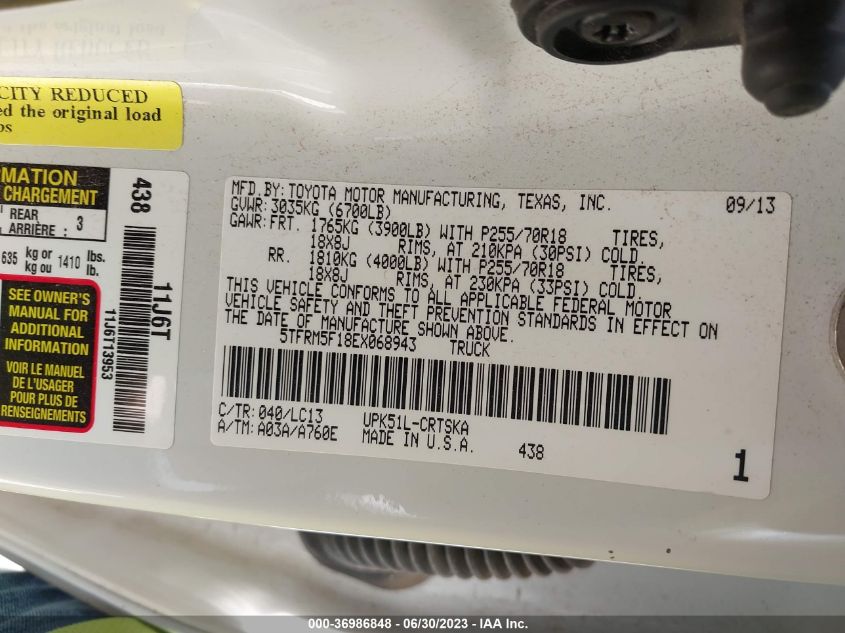 CITY REDUCED
ed the original load
os
MATION
CHARGEMENT
REAR
ARRIÈRE : 3
635 kg or 1410 lbs.
kg ou lb.
SEE OWNER'S
MANUAL FOR
ADDITIONAL
INFORMATION
VOIR LE MANUEL
DE L'USAGER
POUR PLUS DE
RENSEIGNEMENTS
438
11J6T
11J6T13953
MFD.BY:TOYOTA MOTOR MANUFACTURING, TEXAS, INC. 09/13
GVWR:3035KG (6700LB)
GAWR:FRT. 1765KG (3900LB) WITH P255/70R18 TIRES,
18x8J RIMS, AT 210KPA (30PSI) COLD.
RR. 1810KG (4000LB) WITH P255/70R18 TIRES,
18x8J RIMS, AT 230KPA (33PSI) COLD.
THIS VEHICLE CONFORMS TO ALL APPLICABLE FEDERAL MOTOR
VEHICLE SAFETY AND THEFT PREVENTION STANDARDS IN EFFECT ON
THE DATE OF MANUFACTURE SHOWN ABOVE.
5TFRM5F18EX068943 TRUCK
C/TR:040/LC13 UPK51L-CRTSKA
A/TM:A03A/A760E MADE IN U.S.A. 438
1
000-36986848 - 06/30/2023 - IAA Inc.